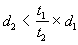 d₂ < t₁/t₂ × d₁